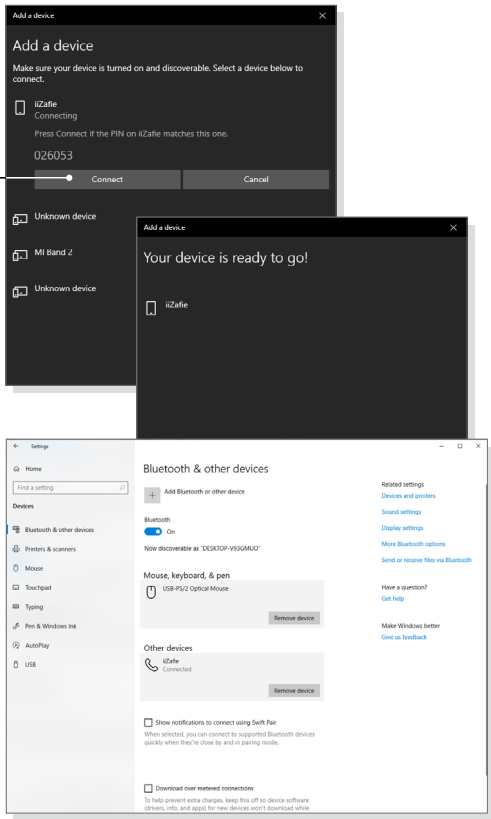 Add a device
Add a device
Make sure your device is turned on and discoverable. Select a device below to
connect.
iiZafie
Connecting
Press Connect if the PIN on iiZafie matches this one.
026053
Connect Cancel
Unknown device
MI Band 2
Unknown device
Add a device
Your device is ready to go!
iiZafie
Settings
Home
Find a setting
Devices
Bluetooth & other devices
Printers & scanners
Mouse
Touchpad
Typing
Pen & Windows Ink
AutoPlay
USB
Bluetooth & other devices
Add Bluetooth or other device
Bluetooth
On
Now discoverable as "DESKTOP-V93GMUO"
Mouse, keyboard, & pen
USB-PS/2 Optical Mouse
Remove device
Other devices
iiZafie
Connected
Remove device
Show notifications to connect using Swift Pair
When selected, you can connect to supported Bluetooth devices
quickly when they're close by and in pairing mode.
Download over metered connections
To help prevent extra charges, keep this off so device software
(drivers, info, and apps) for new devices won't download while
Related settings
Devices and printers
Sound settings
Display settings
More Bluetooth options
Send or receive files via Bluetooth
Have a question?
Get help
Make Windows better
Give us feedback